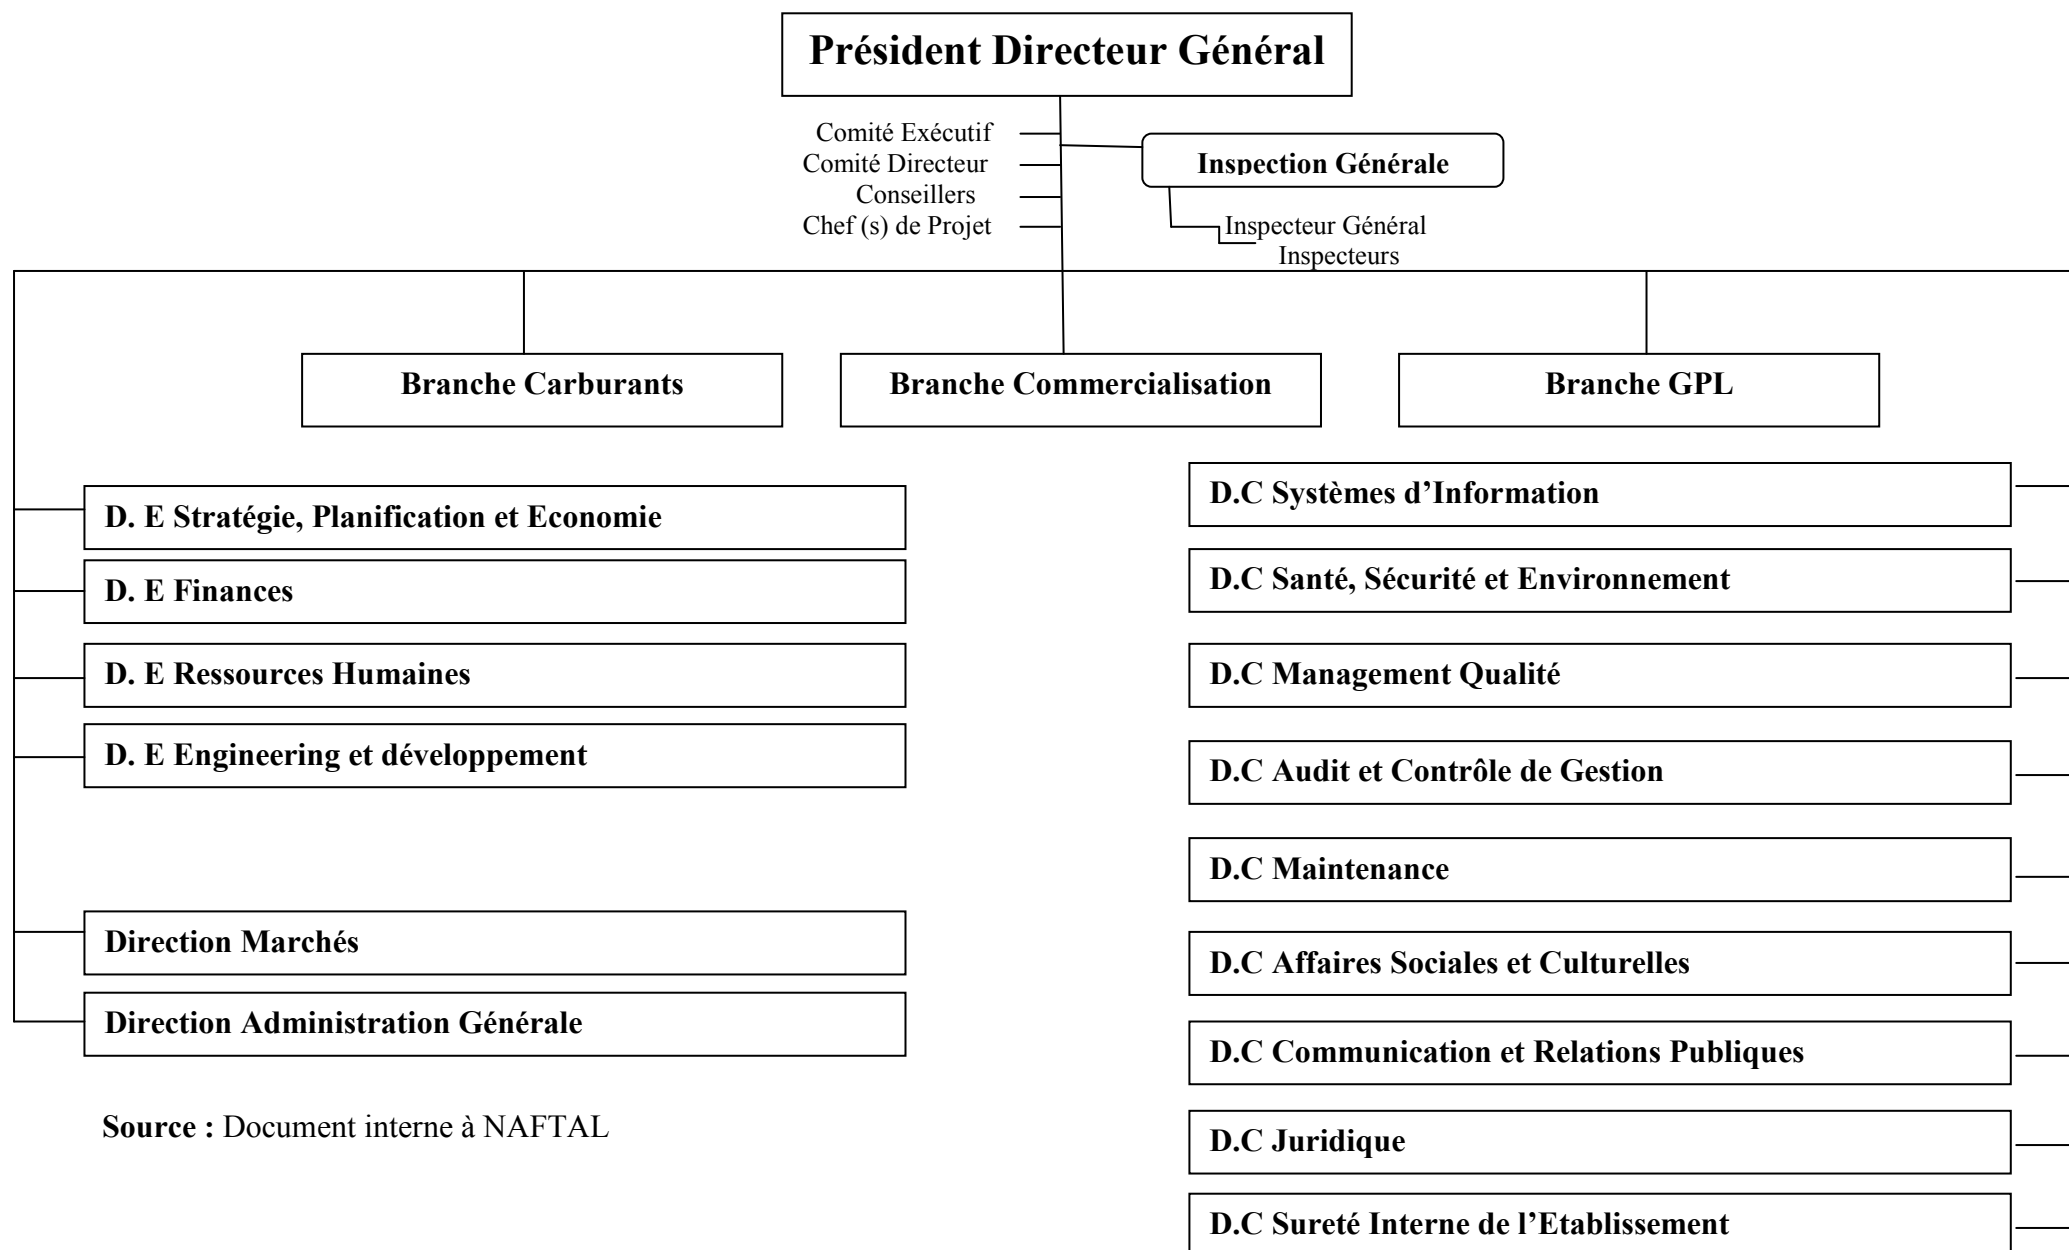 Président Directeur Général
Comité Exécutif
Comité Directeur
Conseillers
Chef (s) de Projet
Inspection Générale
Inspecteur Général
Inspecteurs
Branche Carburants
Branche Commercialisation
Branche GPL
D. E Stratégie, Planification et Economie
D. E Finances
D. E Ressources Humaines
D. E Engineering et développement
Direction Marchés
Direction Administration Générale
D.C Systèmes d’Information
D.C Santé, Sécurité et Environnement
D.C Management Qualité
D.C Audit et Contrôle de Gestion
D.C Maintenance
D.C Affaires Sociales et Culturelles
D.C Communication et Relations Publiques
D.C Juridique
D.C Sureté Interne de l’Etablissement
Source : Document interne à NAFTAL